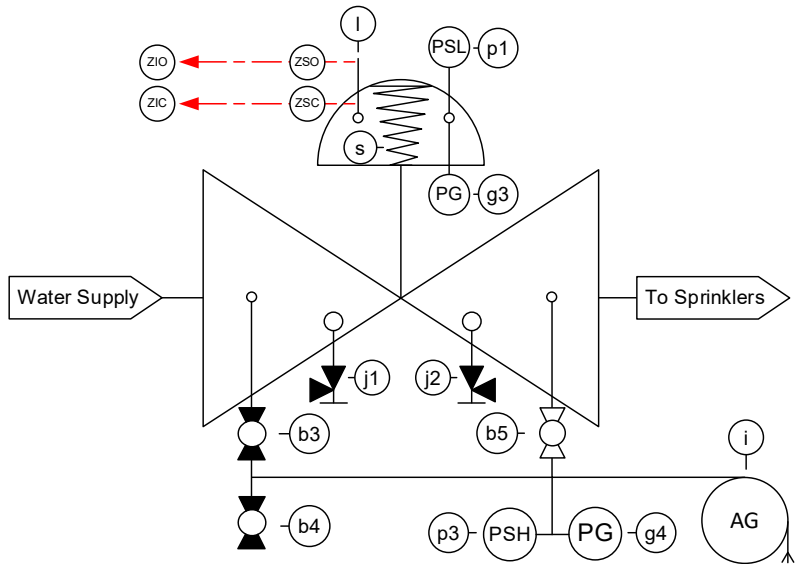 l
PSL
p1
ZIO
ZSO
ZIC
ZSC
s
PG
g3
Water Supply
To Sprinklers
j1
j2
b3
b5
i
b4
p3
PSH
PG
g4
AG